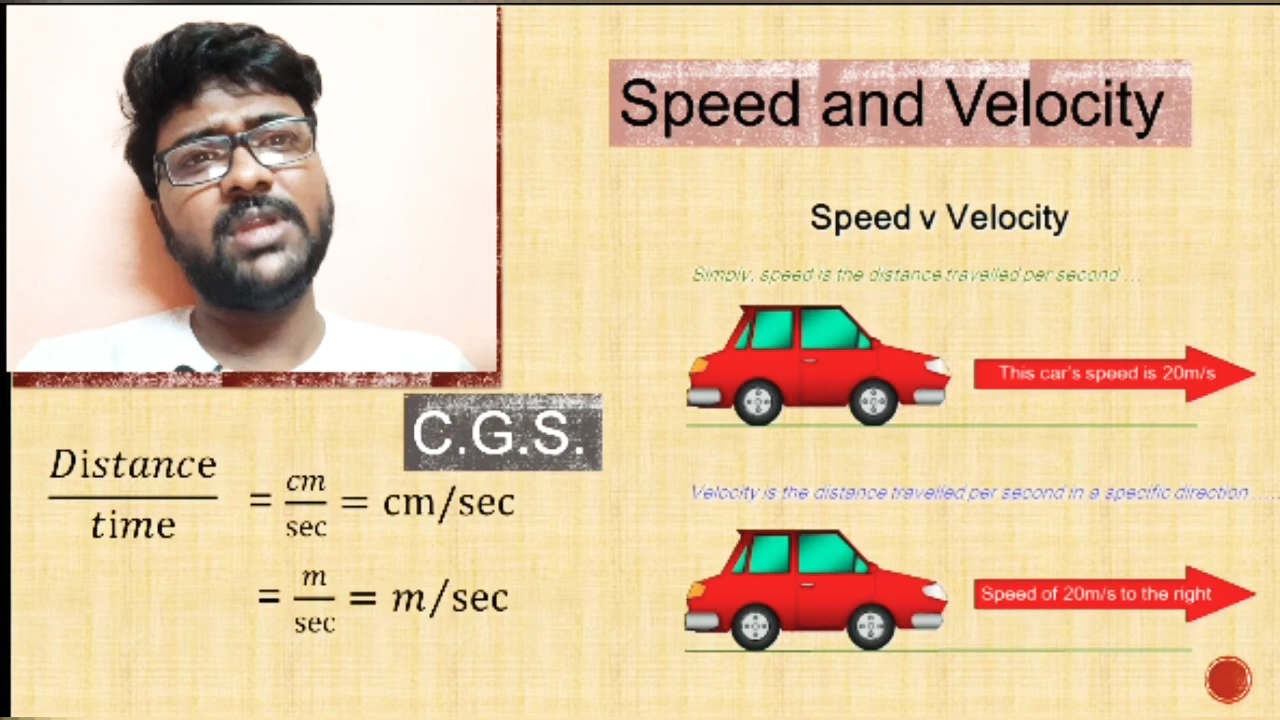 Speed and Velocity
Speed v Velocity
Simply, speed is the distance travelled per second ...
This car's speed is 20m/s
Velocity is the distance travelled per second in a specific direction .....
Speed of 20m/s to the right
C.G.S.
Distance
time
= cm/sec = cm/sec
= m/sec = m/sec